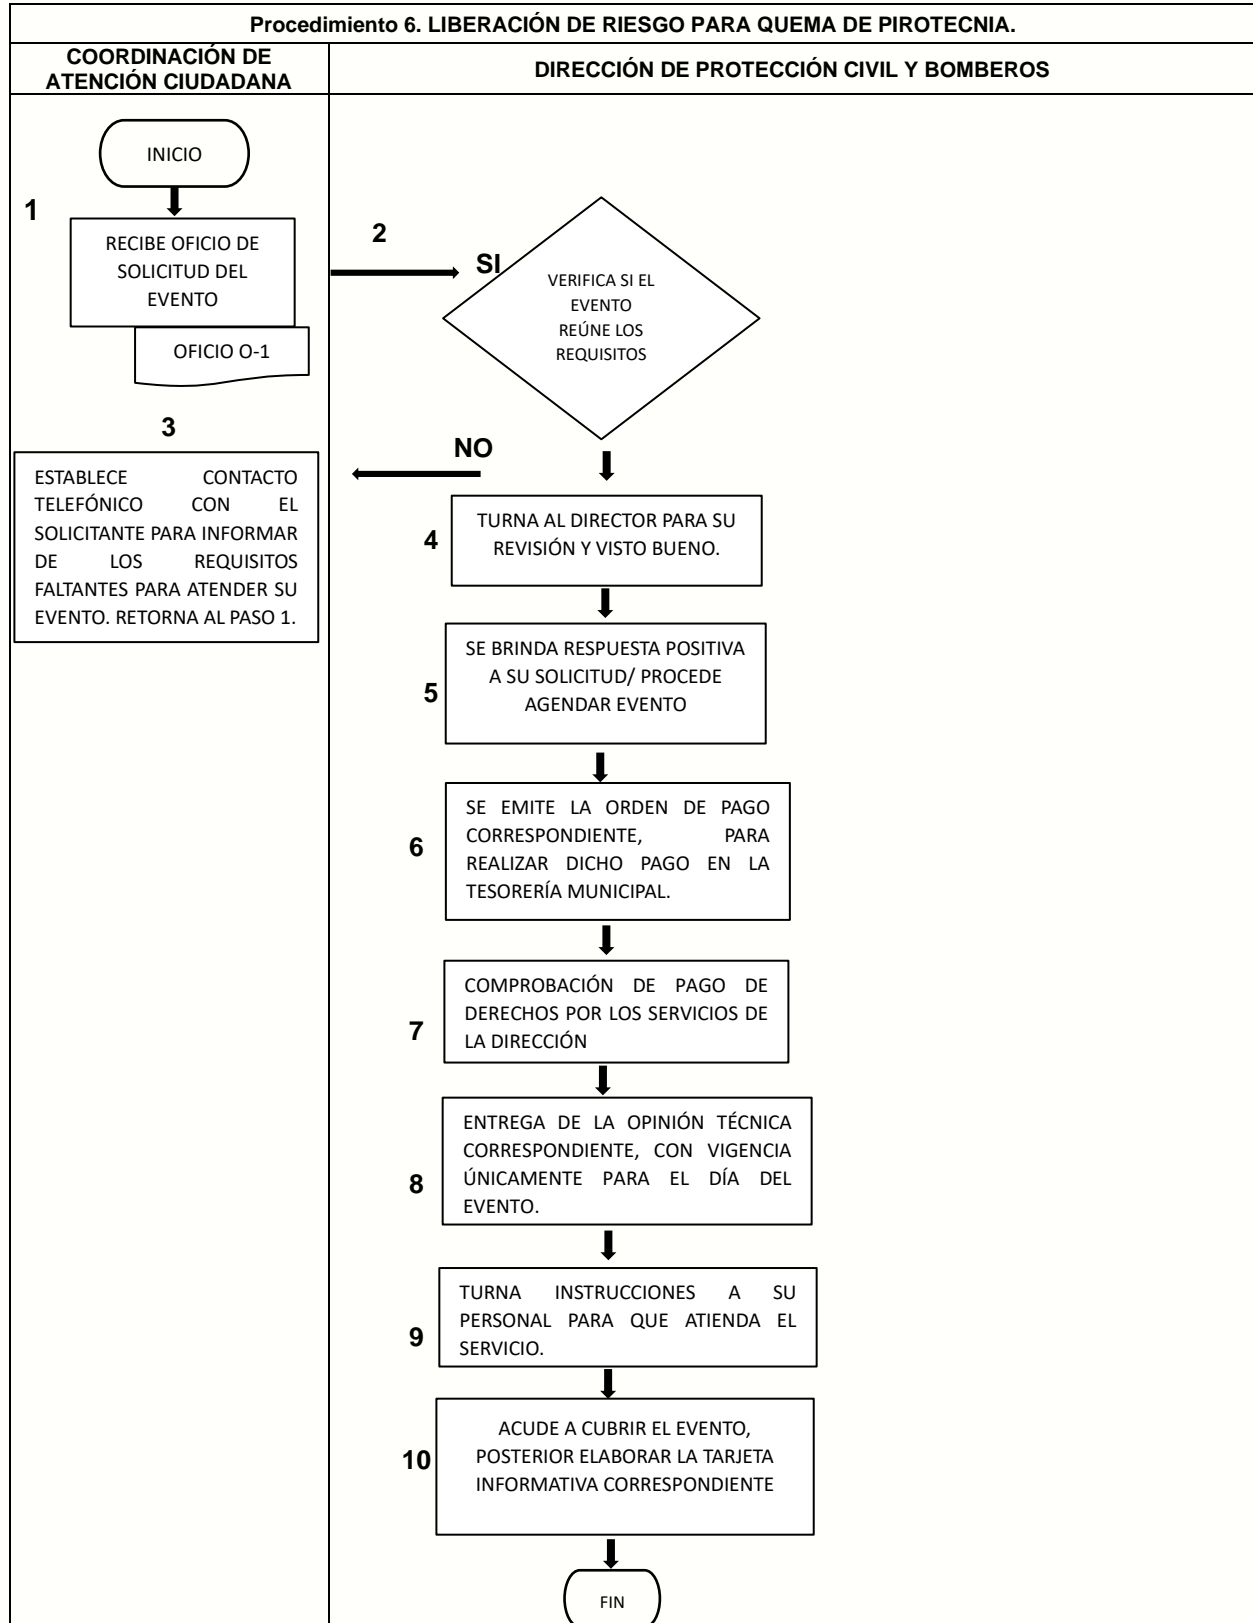 Procedimiento 6. LIBERACIÓN DE RIESGO PARA QUEMA DE PIROTECNIA.
COORDINACIÓN DE
ATENCIÓN CIUDADANA
DIRECCIÓN DE PROTECCIÓN CIVIL Y BOMBEROS
INICIO
1
RECIBE OFICIO DE
SOLICITUD DEL
EVENTO
OFICIO O-1
2
SI
VERIFICA SI EL
EVENTO
REÚNE LOS
REQUISITOS
3
NO
ESTABLECE CONTACTO
TELEFÓNICO CON EL
SOLICITANTE PARA INFORMAR
DE LOS REQUISITOS
FALTANTES PARA ATENDER SU
EVENTO. RETORNA AL PASO 1.
4
TURNA AL DIRECTOR PARA SU
REVISIÓN Y VISTO BUENO.
5
SE BRINDA RESPUESTA POSITIVA
A SU SOLICITUD/ PROCEDE
AGENDAR EVENTO
6
SE EMITE LA ORDEN DE PAGO
CORRESPONDIENTE, PARA
REALIZAR DICHO PAGO EN LA
TESORERÍA MUNICIPAL.
7
COMPROBACIÓN DE PAGO DE
DERECHOS POR LOS SERVICIOS DE
LA DIRECCIÓN
8
ENTREGA DE LA OPINIÓN TÉCNICA
CORRESPONDIENTE, CON VIGENCIA
ÚNICAMENTE PARA EL DÍA DEL
EVENTO.
9
TURNA INSTRUCCIONES A SU
PERSONAL PARA QUE ATIENDA EL
SERVICIO.
10
ACUDE A CUBRIR EL EVENTO,
POSTERIOR ELABORAR LA TARJETA
INFORMATIVA CORRESPONDIENTE
FIN